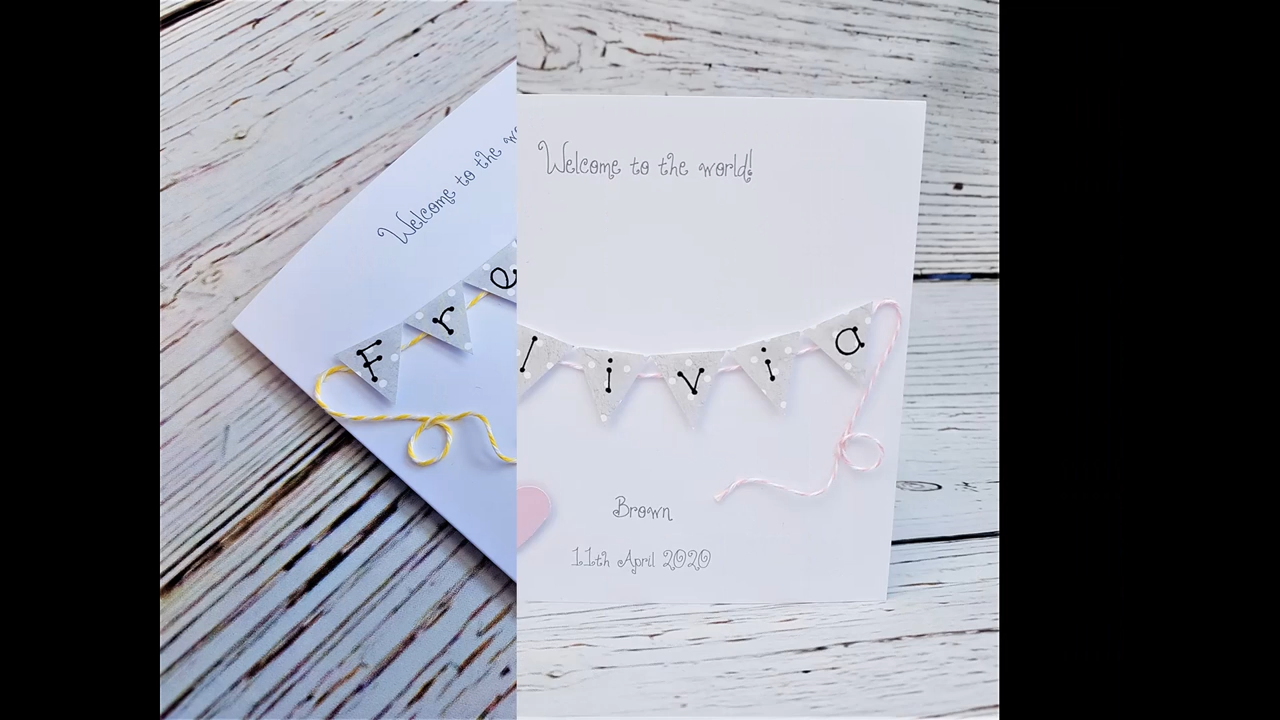 Welcome to the
Fre
Welcome to the world!
livia
Brown
11th April 2020